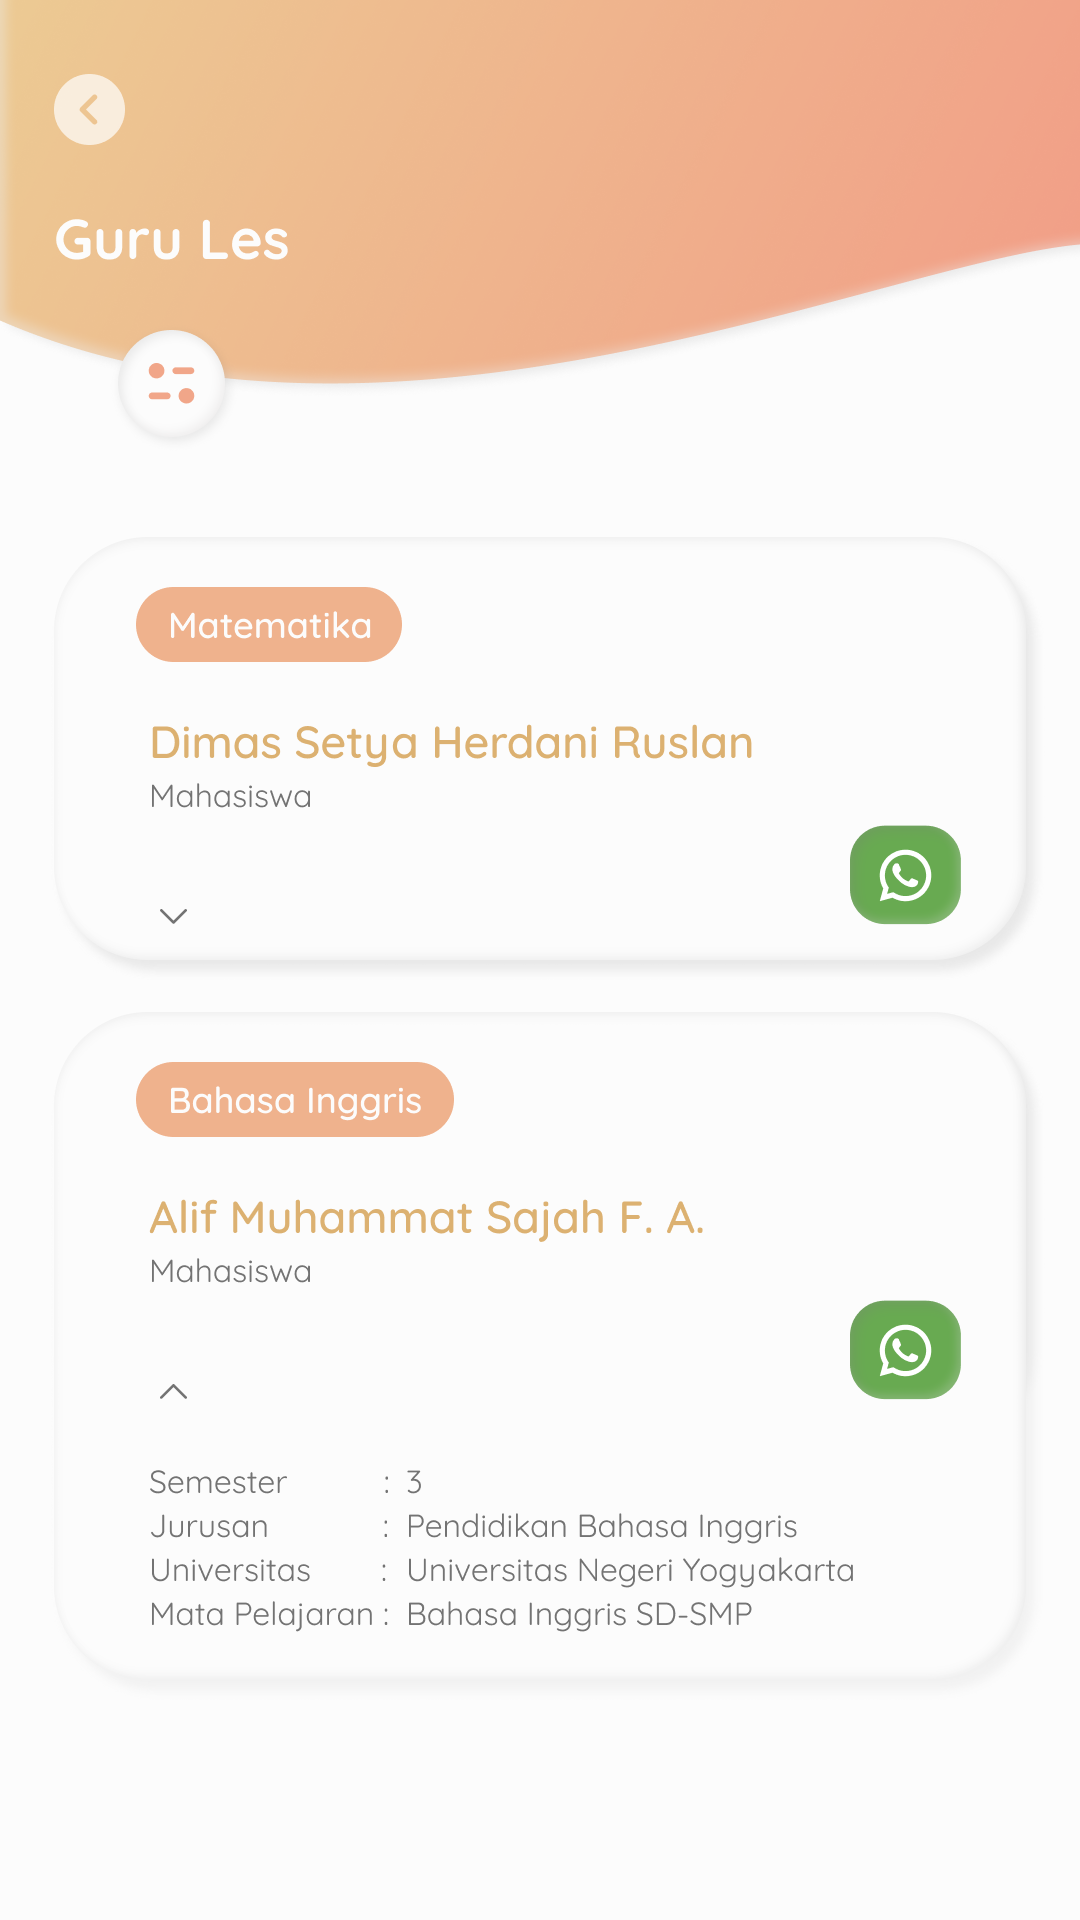 Guru Les
Matematika
Dimas Setya Herdani Ruslan
Mahasiswa
Bahasa Inggris
Alif Muhammat Sajah F. A.
Mahasiswa
Semester : 3
Jurusan : Pendidikan Bahasa Inggris
Universitas : Universitas Negeri Yogyakarta
Mata Pelajaran : Bahasa Inggris SD-SMP